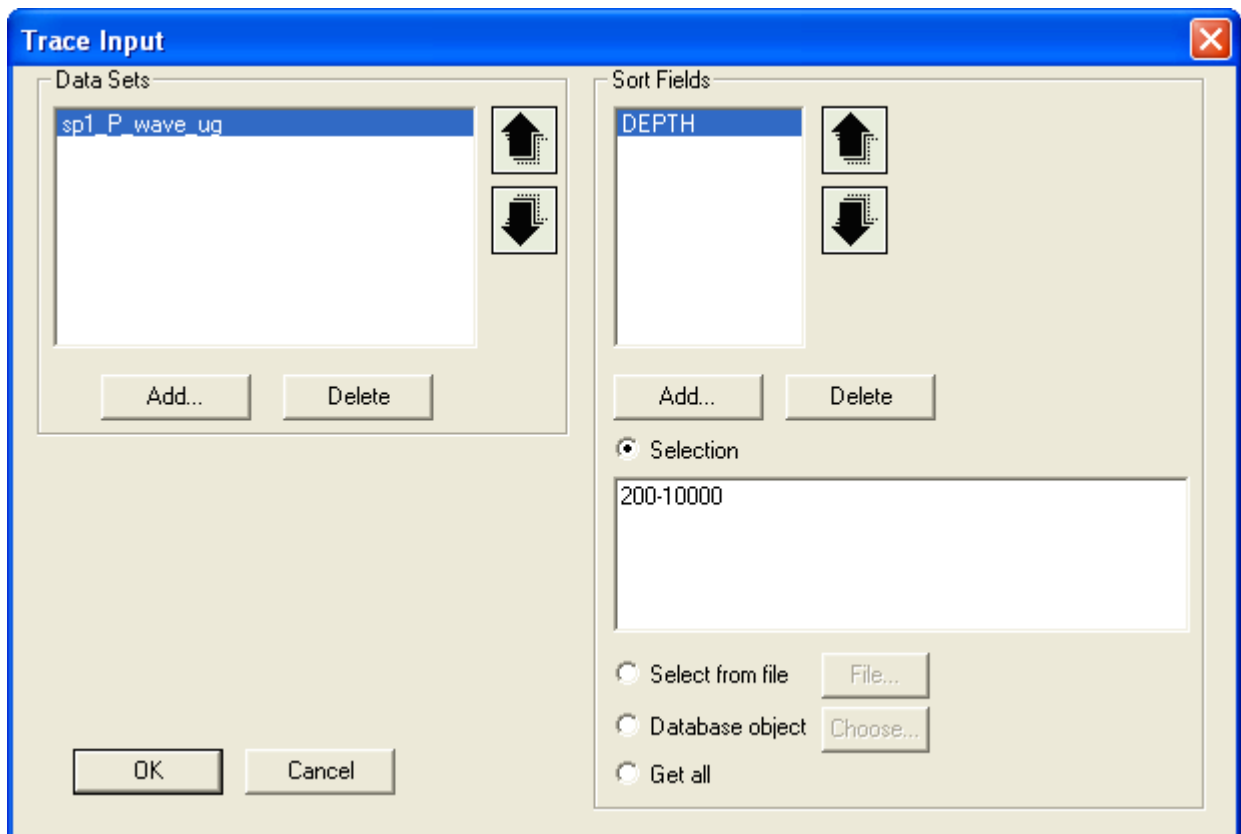 Trace Input
Data Sets
sp1_P_wave_ug
Add...
Delete
Sort Fields
DEPTH
Add...
Delete
Selection
200-10000
Select from file
File...
Database object
Choose...
Get all
OK
Cancel